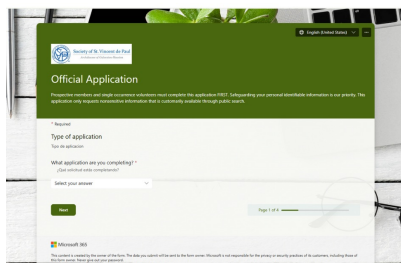 English (United States)
Society of St. Vincent de Paul
Official Application
Prospective members and single occurrence volunteers must complete this application FIRST. Safeguarding your personal identifiable information is our priority. This
application only requests nonsensitive information that is customarily available through public search.
* Required
Type of application
Type de aplicacion
What application are you completing? *
¿Qué solicitud estás completando?
Select your answer
Next
Page 1 of 6
Microsoft 365
This content is created by the owner of the form. The data you submit will be sent to the form owner. Microsoft is not responsible for the privacy or security practices of its customers, including those of
this form owner. Never give out your password.